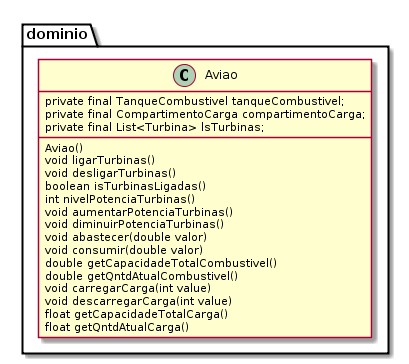 dominio
C Aviao
private final TanqueCombustivel tanqueCombustivel;
private final CompartimentoCarga compartimentoCarga;
private final List<Turbina> lsTurbinas;
Aviao()
void ligarTurbinas()
void desligarTurbinas()
boolean isTurbinasLigadas()
int nivelPotenciaTurbinas()
void aumentarPotenciaTurbinas()
void diminuirPotenciaTurbinas()
void abastecer(double valor)
void consumir(double valor)
double getCapacidadeTotalCombustivel()
double getQntdAtualCombustivel()
void carregarCarga(int value)
void descarregarCarga(int value)
float getCapacidadeTotalCarga()
float getQntdAtualCarga()